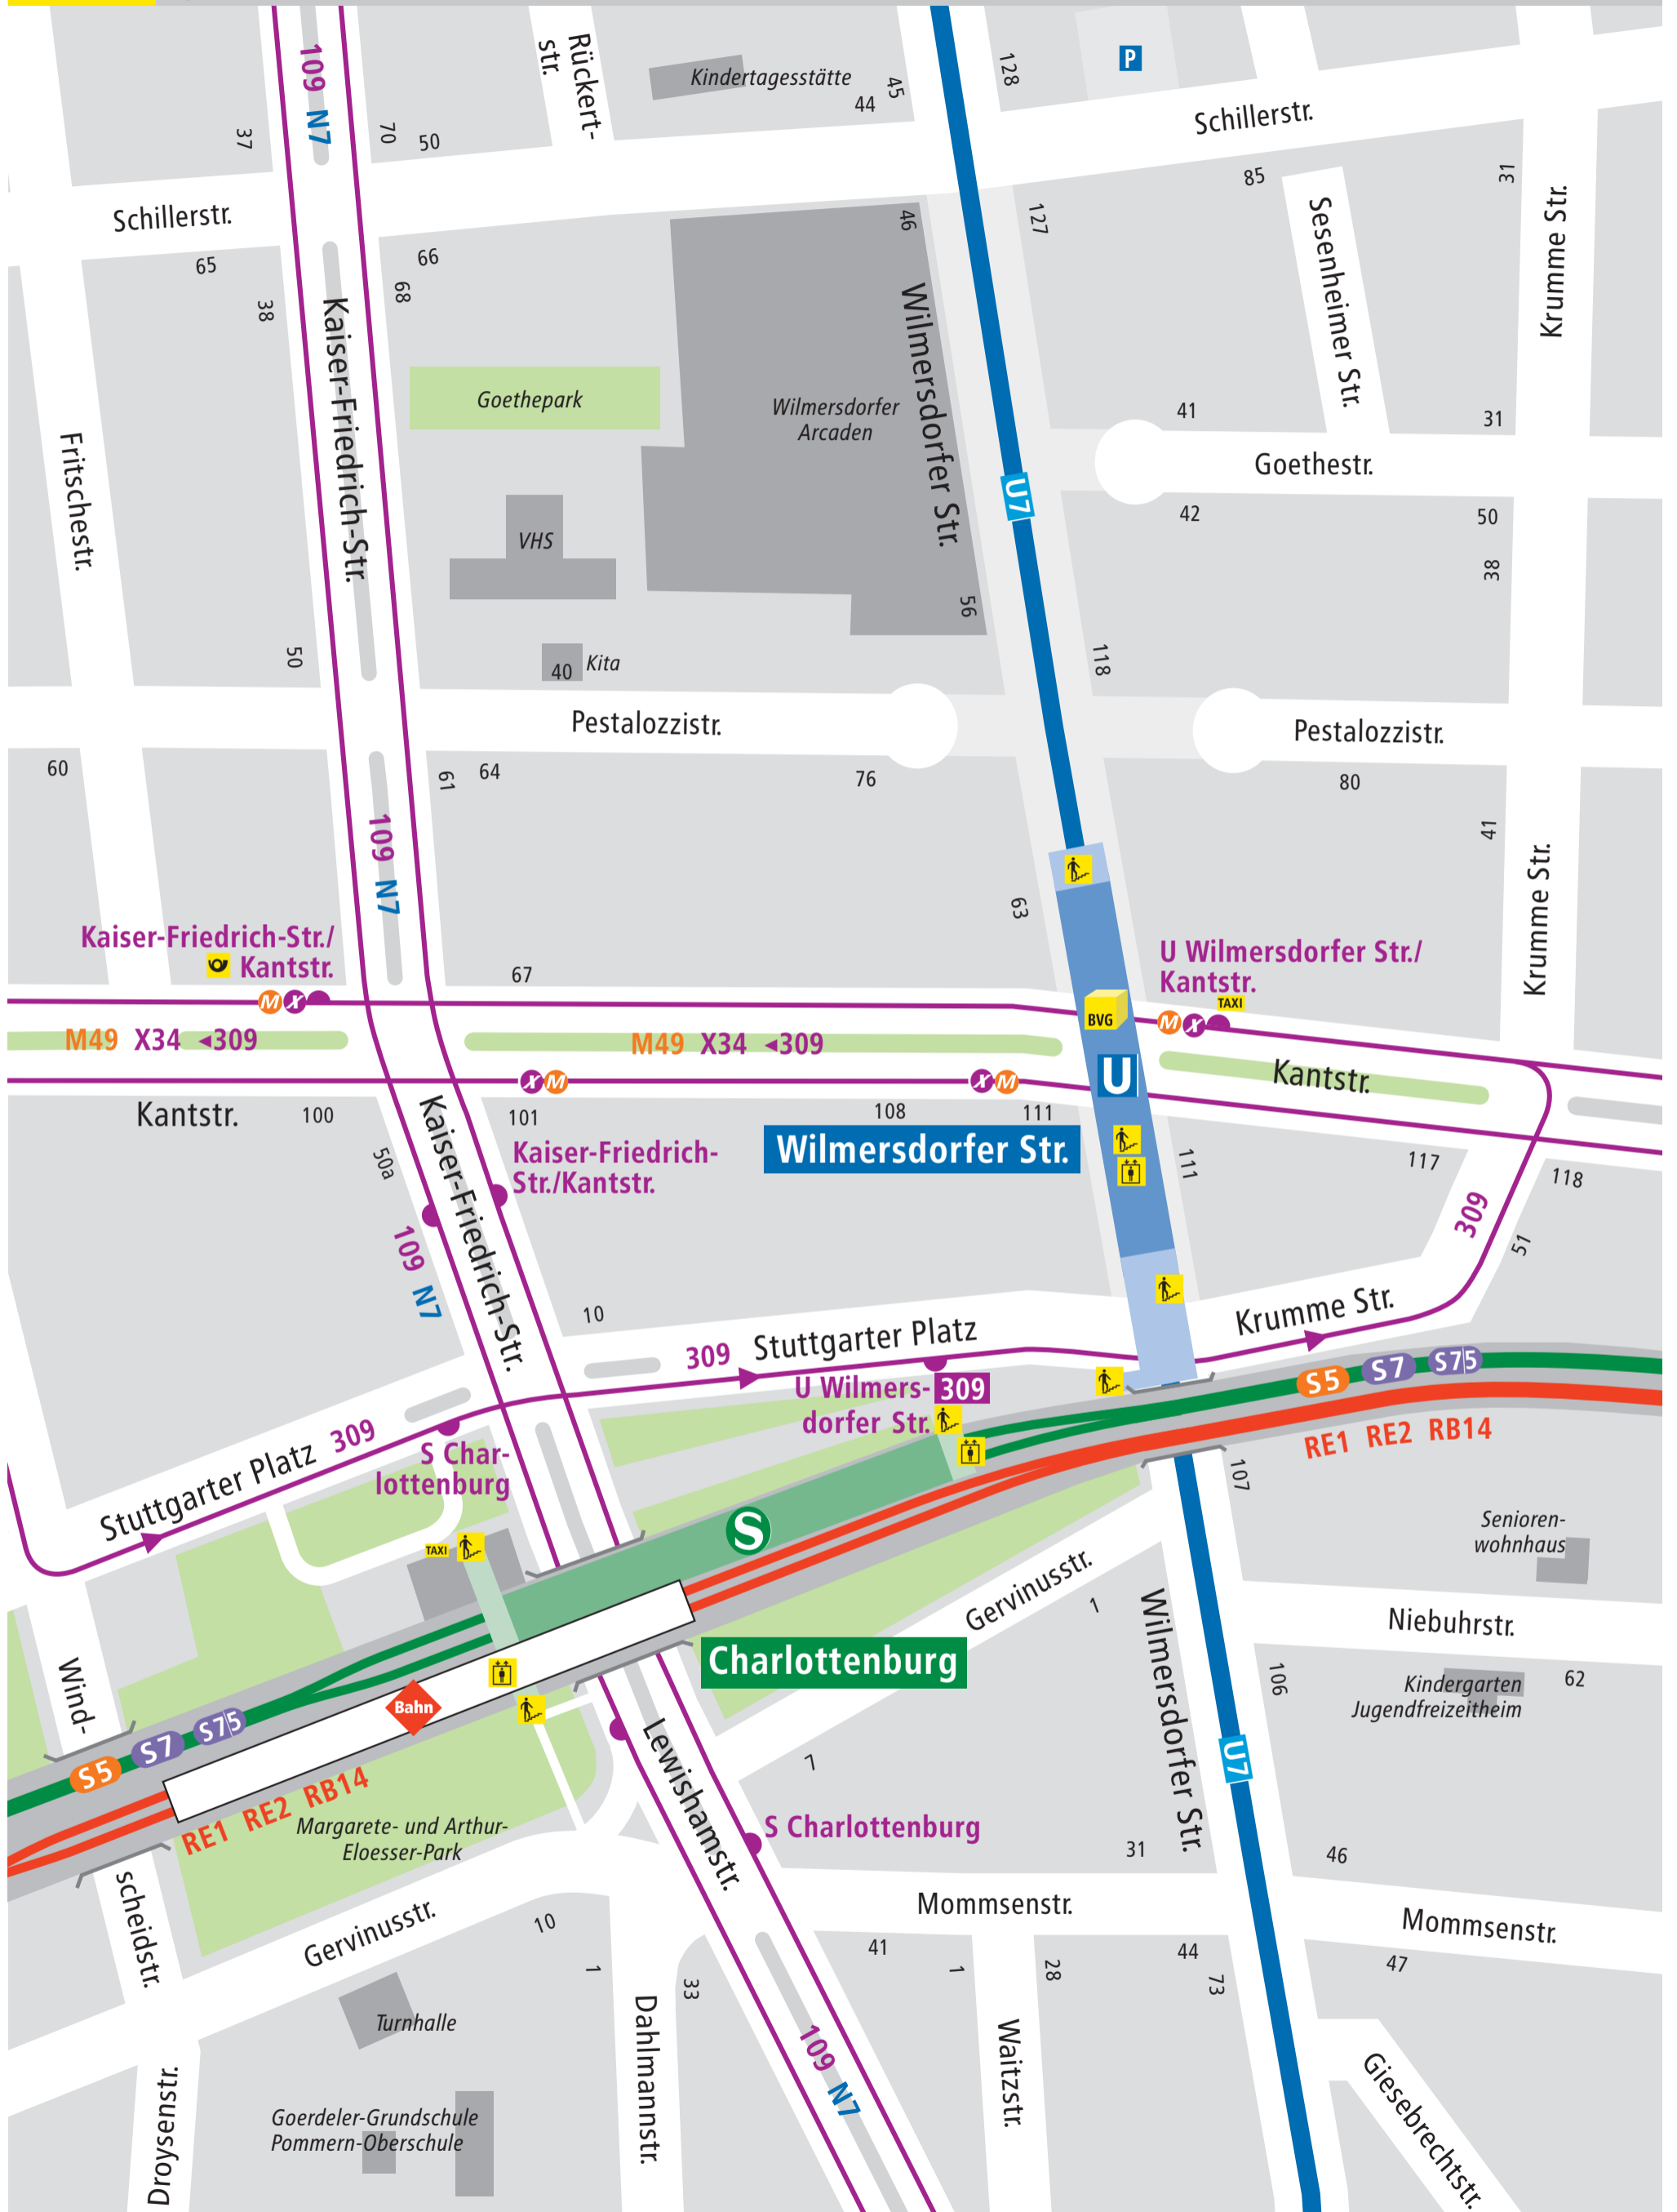 109 N7
Rückert-
str.
Kindertagesstätte
44
45
128
P
Schillerstr.
37
70
50
Schillerstr.
65
66
38
68
46
127
85
31
Sesenheimer Str.
Krumme Str.
Kaiser-Friedrich-Str.
Goethepark
Wilmersdorfer
Arcaden
Wilmersdorfer Str.
41
31
Goethestr.
Fritschestr.
U7
42
50
38
VHS
56
50
40
Kita
118
Pestalozzistr.
Pestalozzistr.
60
61
64
76
80
41
109 N7
63
Krumme Str.
Kaiser-Friedrich-Str./
Kantstr.
67
U Wilmersdorfer Str./
Kantstr.
TAXI
M X
BVG
M X
M49 X34 ◂309
M49 X34 ◂309
U
Kantstr.
X M
X M
Kantstr.
100
101
108
111
Kaiser-Friedrich-Str.
50a
Kaiser-Friedrich-
Str./Kantstr.
Wilmersdorfer Str.
111
117
118
109 N7
309
51
10
Stuttgarter Platz
309
Krumme Str.
U Wilmers-
dorfer Str.
309
S5 S7 S75
RE1 RE2 RB14
309
Stuttgarter Platz
S Char-
lottenburg
107
S
TAXI
Senioren-
wohnhaus
Gervinusstr.
1
Niebuhrstr.
Charlottenburg
Wilmersdorfer Str.
106
Kindergarten
Jugendfreizeitheim
62
Wind-
scheidstr.
Bahn
S5 S7 S75
RE1 RE2 RB14
Lewishamstr.
7
U7
Margarete- und Arthur-
Eloesser-Park
S Charlottenburg
31
46
Mommsenstr.
Mommsenstr.
Gervinusstr.
10
1
33
41
1
28
44
73
47
Turnhalle
Dahlmannstr.
109 N7
Waitzstr.
Giesebrechtstr.
Droysenstr.
Goerdeler-Grundschule
Pommern-Oberschule